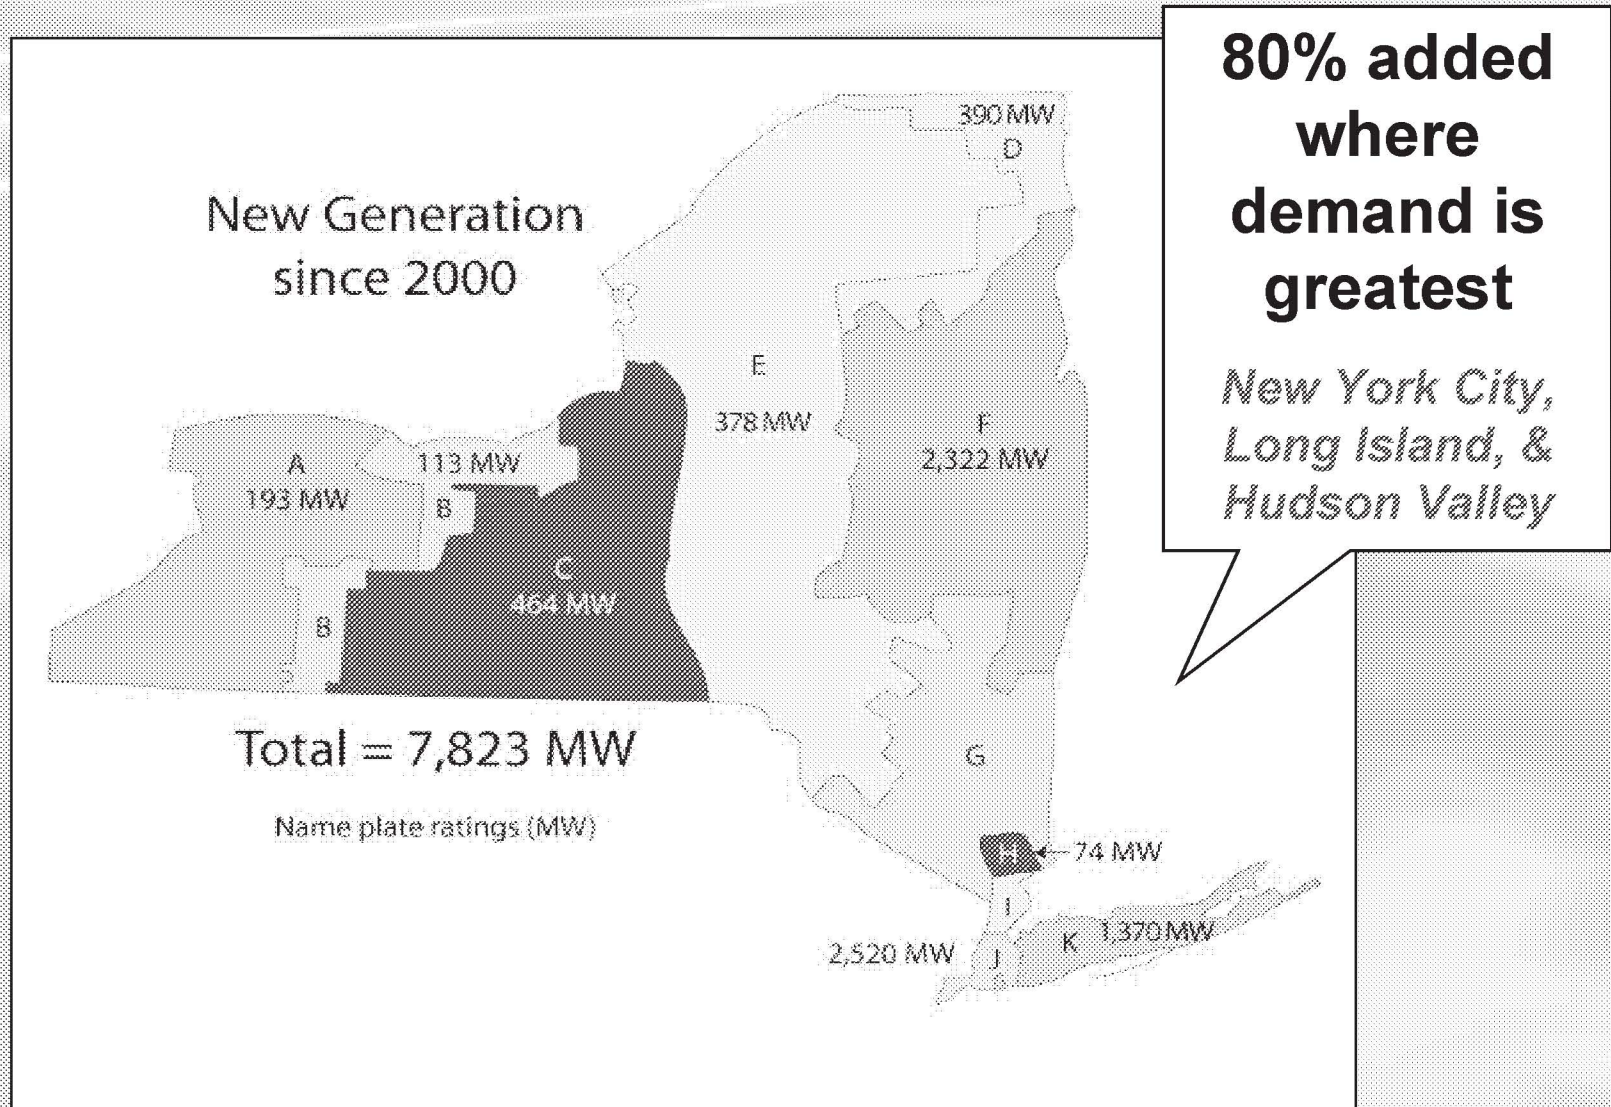 80% added
where
demand is
greatest
New York City,
Long Island, &
Hudson Valley
New Generation
since 2000
390 MW
D
E
378 MW
F
2,322 MW
A
193 MW
113 MW
B
C
464 MW
B
G
Total = 7,823 MW
Name plate ratings (MW)
H
74 MW
I
J
2,520 MW
K
1,370 MW